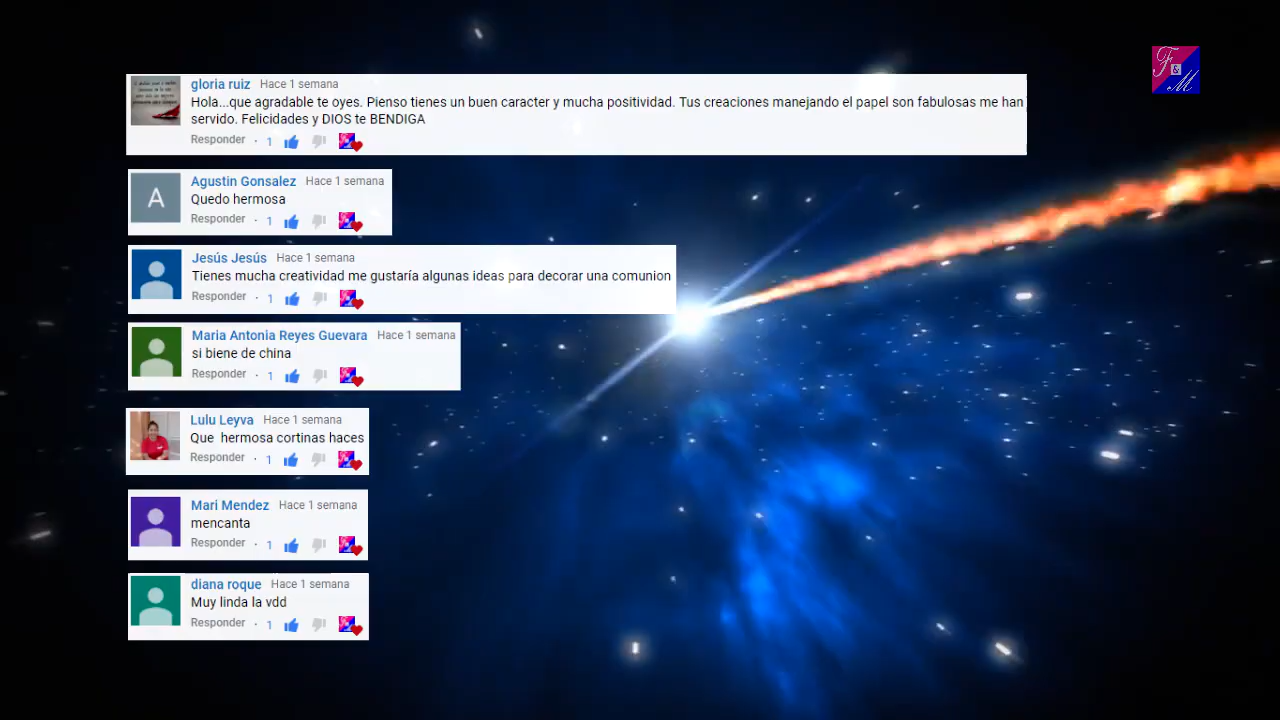 F&M
gloria ruiz Hace 1 semana
Hola...que agradable te oyes. Pienso tienes un buen caracter y mucha positividad. Tus creaciones manejando el papel son fabulosas me han
servido. Felicidades y DIOS te BENDIGA
Responder · 1
A
Agustin Gonsalez Hace 1 semana
Quedo hermosa
Responder · 1
Jesús Jesús Hace 1 semana
Tienes mucha creatividad me gustaría algunas ideas para decorar una comunion
Responder · 1
Maria Antonia Reyes Guevara Hace 1 semana
si biene de china
Responder · 1
Lulu Leyva Hace 1 semana
Que hermosa cortinas haces
Responder · 1
Mari Mendez Hace 1 semana
mencanta
Responder · 1
diana roque Hace 1 semana
Muy linda la vdd
Responder · 1